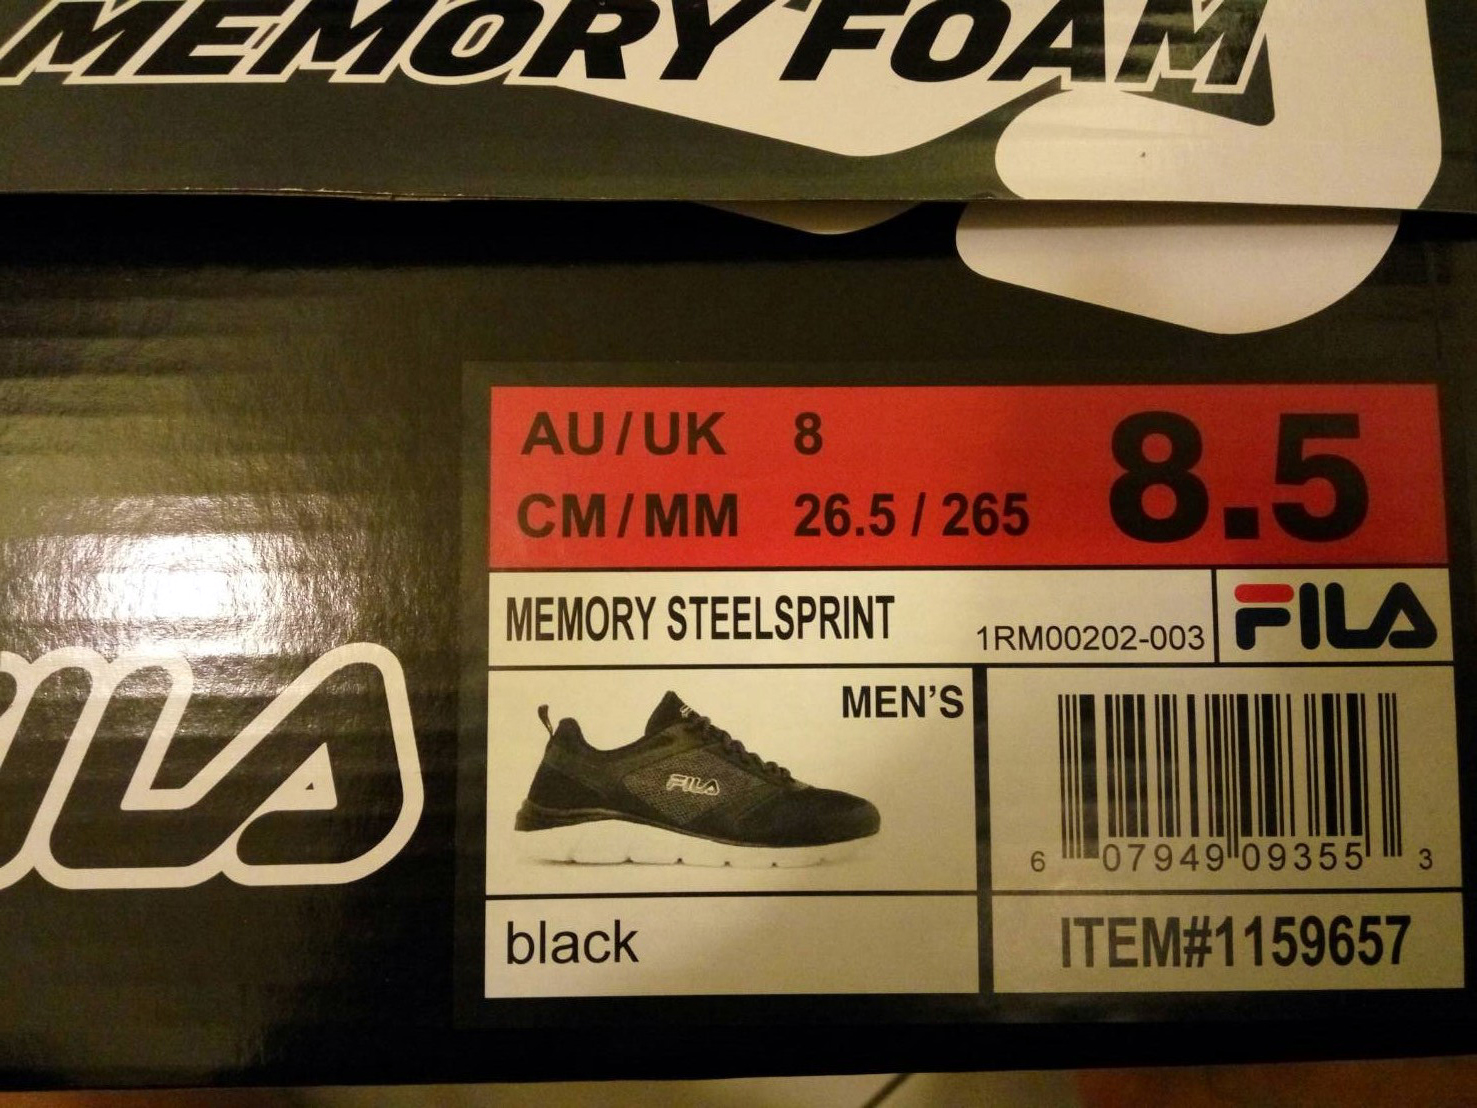 MEMORY FOAM
AU/UK 8
CM/MM 26.5 / 265
8.5
MEMORY STEELSPRINT
1RM00202-003
FILA
FILA
MEN'S
FILA
6 07949 09355 3
black
ITEM#1159657